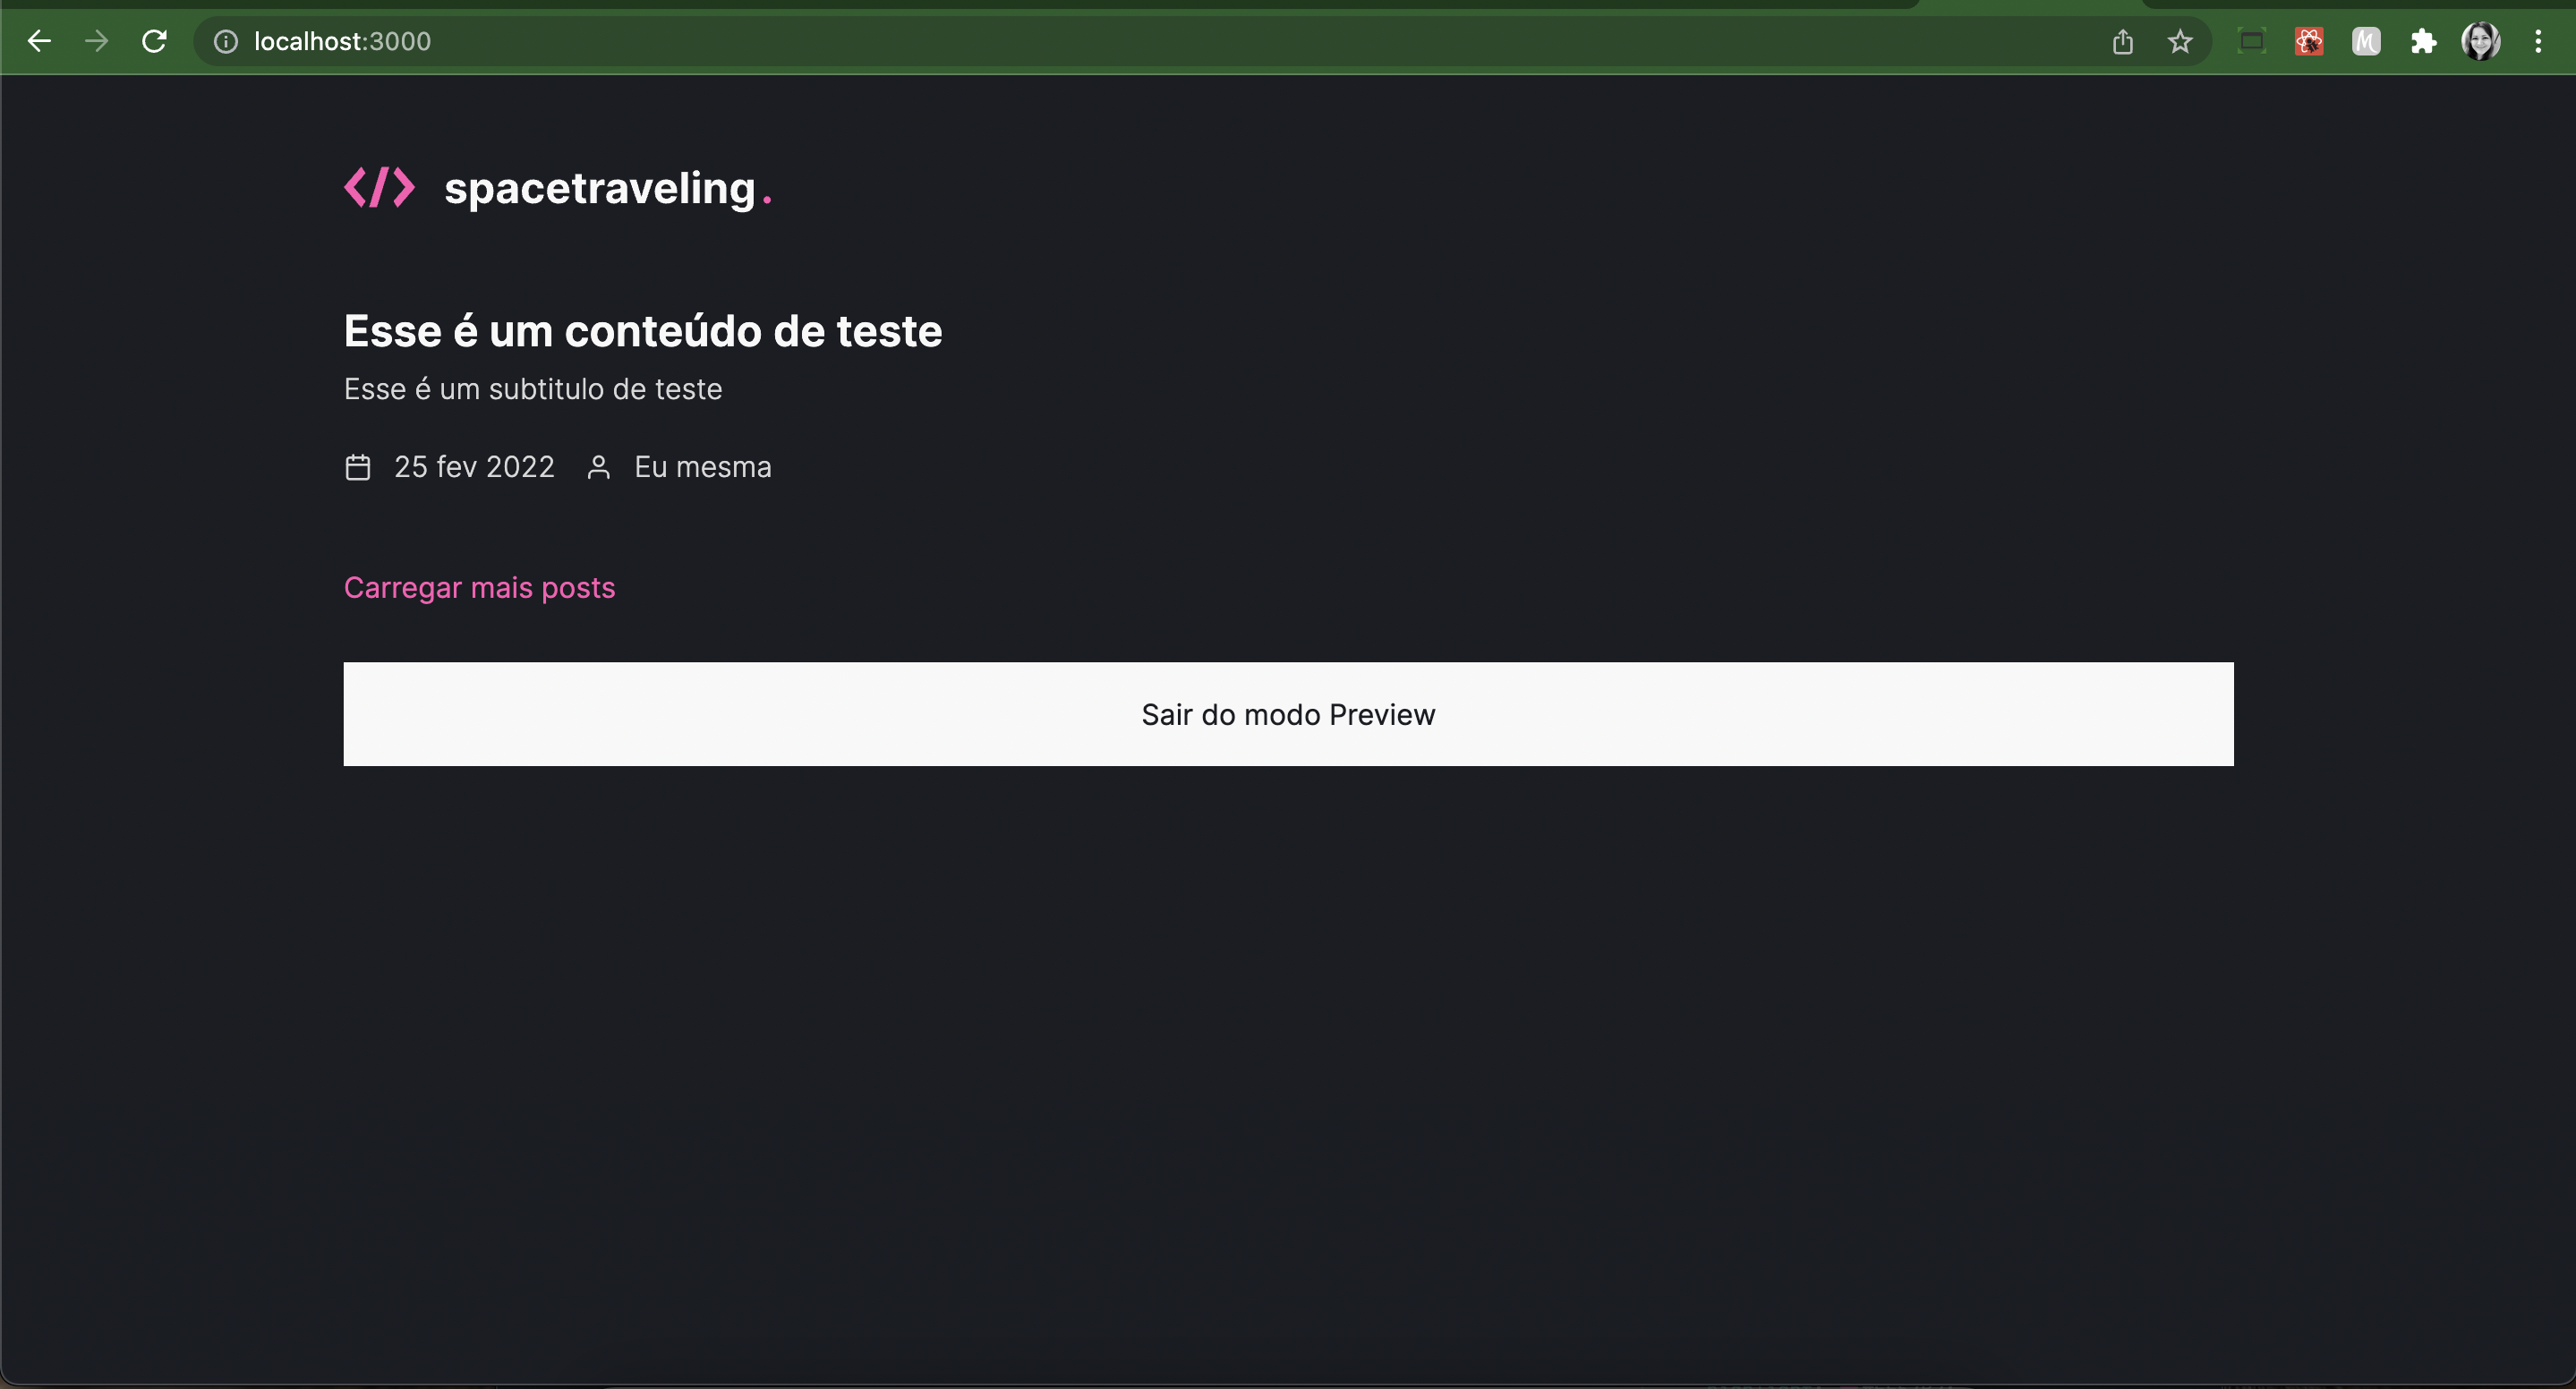 localhost:3000
</> spacetraveling.
Esse é um conteúdo de teste
Esse é um subtitulo de teste
25 fev 2022 Eu mesma
Carregar mais posts
Sair do modo Preview